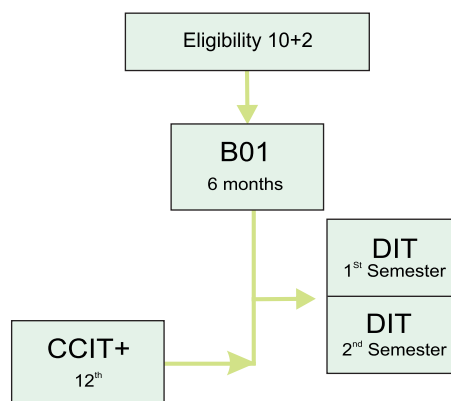 Eligibility 10+2
B01
6 months
DIT
1St Semester
DIT
2nd Semester
CCIT+
12th